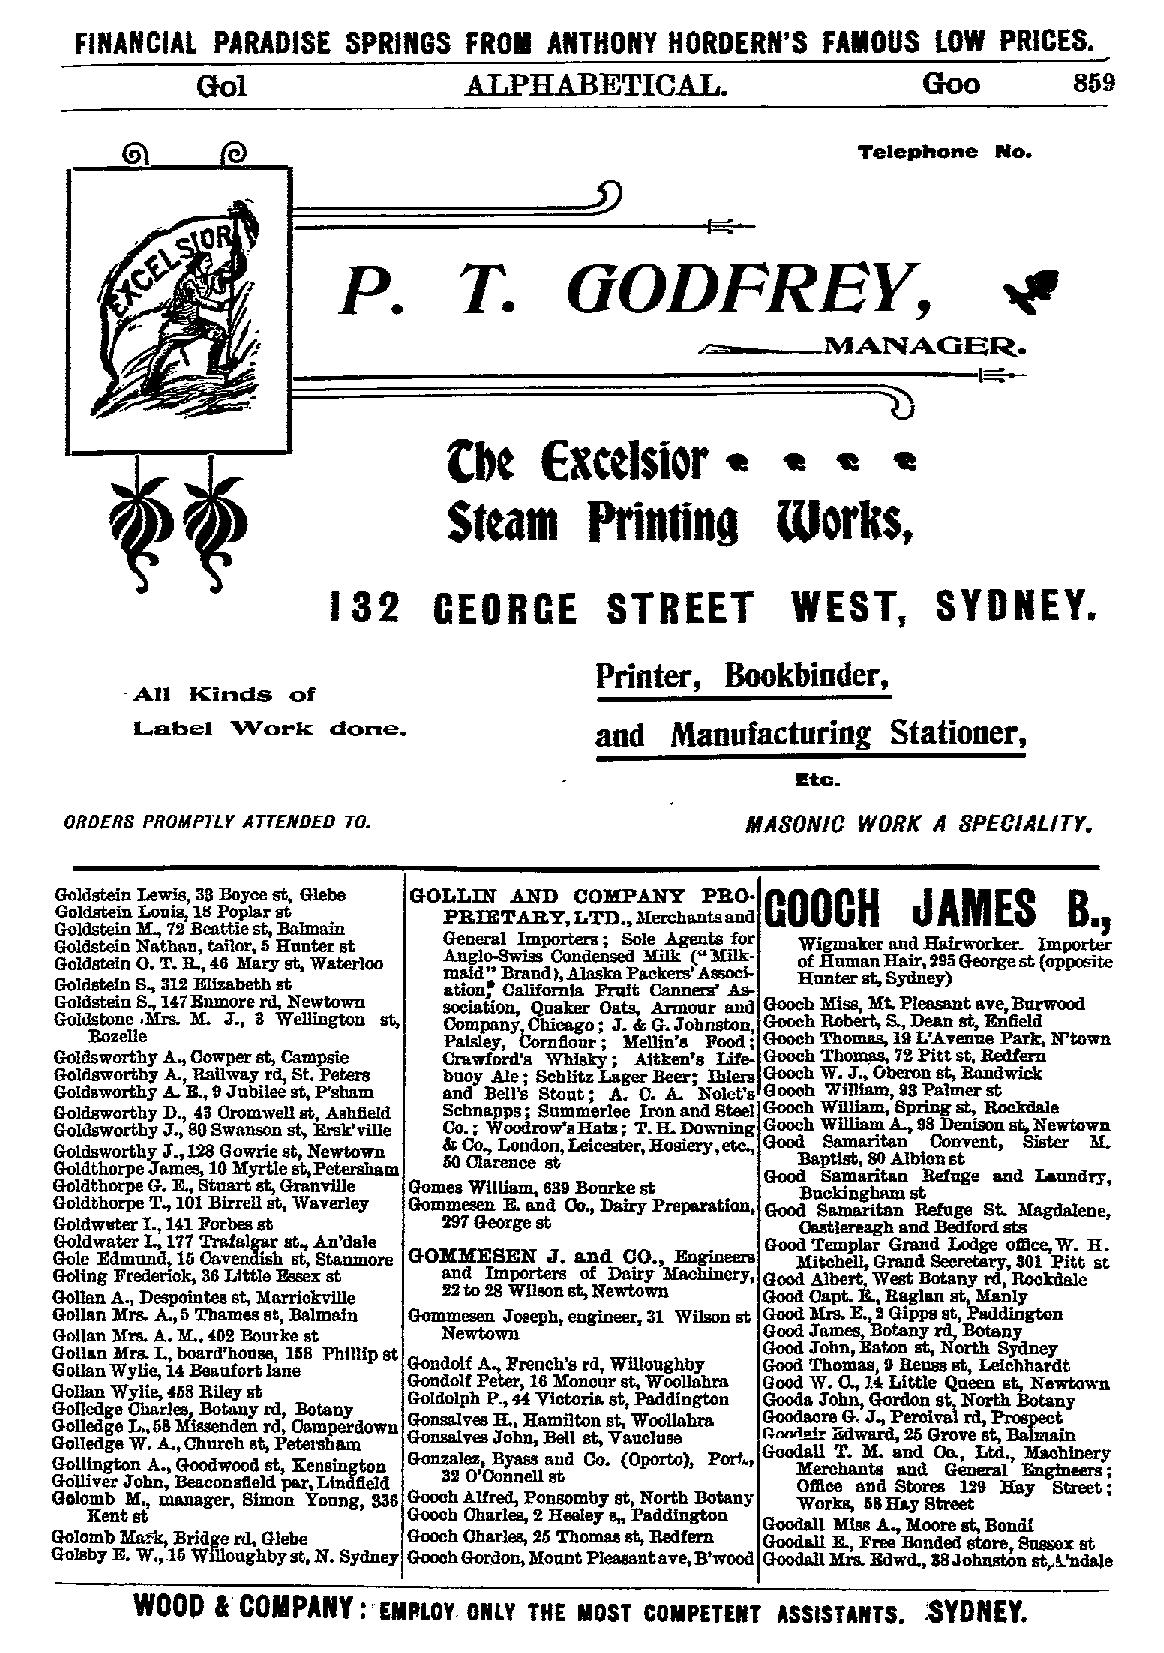 FINANCIAL PARADISE SPRINGS FROM ANTHONY HORDERN'S FAMOUS LOW PRICES.
Gol ALPHABETICAL. Goo 859
Telephone No.
EXCELSIOR
P. T. GODFREY,
MANAGER.
The Excelsior
Steam Printing Works,
132 GEORGE STREET WEST, SYDNEY.
Printer, Bookbinder,
All Kinds of
Label Work done.
and Manufacturing Stationer,
Etc.
ORDERS PROMPTLY ATTENDED TO.
MASONIC WORK A SPECIALITY.
Goldstein Lewis, 33 Boyce st, Glebe
Goldstein Louis, 18 Poplar st
Goldstein M., 72 Beattie st, Balmain
Goldstein Nathan, tailor, 5 Hunter st
Goldstein O. T. R., 46 Mary st, Waterloo
Goldstein S., 312 Elizabeth st
Goldstein S., 147 Enmore rd, Newtown
Goldstone Mrs. M. J., 3 Wellington st,
Rozelle
Goldsworthy A., Cowper st, Campsie
Goldsworthy A., Railway rd, St. Peters
Goldsworthy A. E., 9 Jubilee st, P'sham
Goldsworthy D., 43 Cromwell st, Ashfield
Goldsworthy J., 80 Swanson st, Ersk'ville
Goldsworthy J., 128 Gowrie st, Newtown
Goldthorpe James, 10 Myrtle st, Petersham
Goldthorpe G. E., Stuart st, Granville
Goldthorpe T., 101 Birrell st, Waverley
Goldwater I., 141 Forbes st
Goldwater I., 177 Trafalgar st., An'dale
Gole Edmund, 15 Cavendish st, Stanmore
Goling Frederick, 36 Little Essex st
Gollan A., Despointes st, Marrickville
Gollan Mrs. A., 5 Thames st, Balmain
Gollan Mrs. A. M., 402 Bourke st
Gollan Mrs. I., board'house, 158 Phillip st
Gollan Wylie, 14 Beaufort lane
Gollan Wylie, 458 Riley st
Golledge Charles, Botany rd, Botany
Golledge L., 58 Missenden rd, Camperdown
Golledge W. A., Church st, Petersham
Gollington A., Goodwood st, Kensington
Golliver John, Beaconsfield par, Lindfield
Golomb M., manager, Simon Young, 336
Kent st
Golomb Mark, Bridge rd, Glebe
Golsby E. W., 15 Willoughby st, N. Sydney
GOLLIN AND COMPANY PRO-
PRIETARY, LTD., Merchants and
General Importers; Sole Agents for
Anglo-Swiss Condensed Milk ("Milk-
maid" Brand), Alaska Packers' Associ-
ation, California Fruit Canners' As-
sociation, Quaker Oats, Armour and
Company, Chicago; J. & G. Johnston,
Paisley, Cornflour; Mellin's Food;
Crawford's Whisky; Aitken's Life-
buoy Ale; Schlitz Lager Beer; Ihlers
and Bell's Stout; A. C. A. Nolet's
Schnapps; Summerlee Iron and Steel
Co.; Woodrow's Hats; T. H. Downing
& Co., London, Leicester, Hosiery, etc.,
50 Clarence st
Gomes William, 639 Bourke st
Gommesen E. and Co., Dairy Preparation,
297 George st
GOMMESEN J. and CO., Engineers
and Importers of Dairy Machinery,
22 to 28 Wilson st, Newtown
Gommesen Joseph, engineer, 31 Wilson st
Newtown
Gondolf A., French's rd, Willoughby
Gondolf Peter, 16 Moncur st, Woollahra
Goldolph P., 44 Victoria st, Paddington
Gonsalves H., Hamilton st, Woollahra
Gonsalves John, Bell st, Vaucluse
Gonzalez, Byass and Co. (Oporto), Port.,
32 O'Connell st
Gooch Alfred, Ponsomby st, North Botany
Gooch Charles, 2 Heeley s., Paddington
Gooch Charles, 25 Thomas st, Redfern
Gooch Gordon, Mount Pleasant ave, B'wood
GOOCH JAMES B.,
Wigmaker and Hairworker. Importer
of Human Hair, 295 George st (opposite
Hunter st, Sydney)
Gooch Miss, Mt. Pleasant ave, Burwood
Gooch Robert, S., Dean st, Enfield
Gooch Thomas, 19 L'Avenue Park, N'town
Gooch Thomas, 72 Pitt st, Redfern
Gooch W. J., Oberon st, Randwick
Gooch William, 93 Palmer st
Gooch William, Spring st, Rockdale
Gooch William A., 98 Denison st, Newtown
Good Samaritan Convent, Sister M.
Baptist, 80 Albion st
Good Samaritan Refuge and Laundry,
Buckingham st
Good Samaritan Refuge St. Magdalene,
Castlereagh and Bedford sts
Good Templar Grand Lodge office, W. H.
Mitchell, Grand Secretary, 301 Pitt st
Good Albert, West Botany rd, Rockdale
Good Capt. R., Raglan st, Manly
Good Mrs. E., 2 Gipps st, Paddington
Good James, Botany rd, Botany
Good John, Eaton st, North Sydney
Good Thomas, 9 Reuss st, Leichhardt
Good W. C., 14 Little Queen st, Newtown
Gooda John, Gordon st, North Botany
Goodacre G. J., Percival rd, Prospect
Goodair Edward, 25 Grove st, Balmain
Goodall T. M. and Co., Ltd., Machinery
Merchants and General Engineers;
Office and Stores 129 Hay Street;
Works, 58 Hay Street
Goodall Miss A., Moore st, Bondi
Goodall E., Free Bonded store, Sussex st
Goodall Mrs. Edwd., 38 Johnston st, A'ndale
WOOD & COMPANY: EMPLOY ONLY THE MOST COMPETENT ASSISTANTS. SYDNEY.